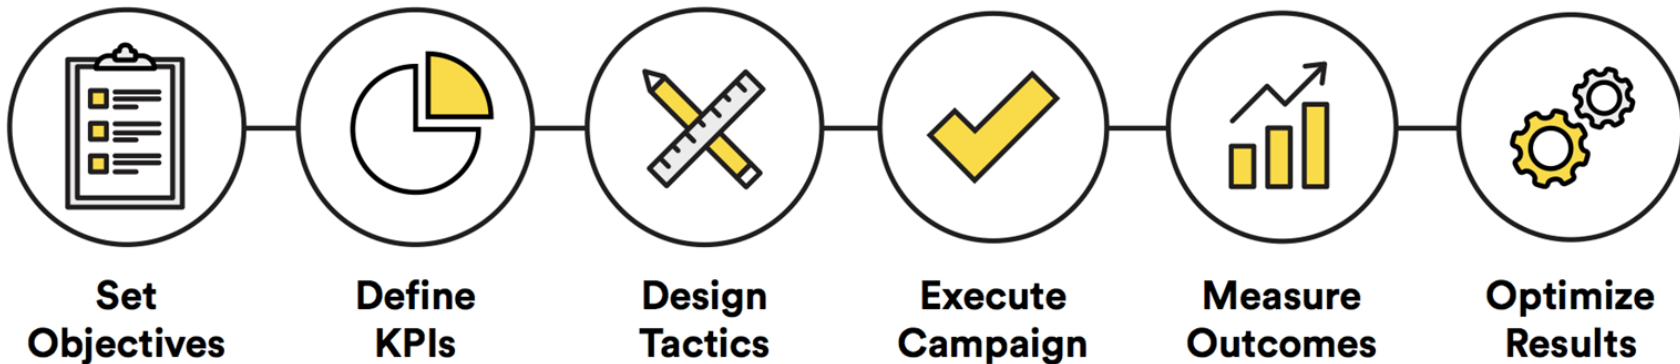 Set
Objectives
Define
KPIs
Design
Tactics
Execute
Campaign
Measure
Outcomes
Optimize
Results